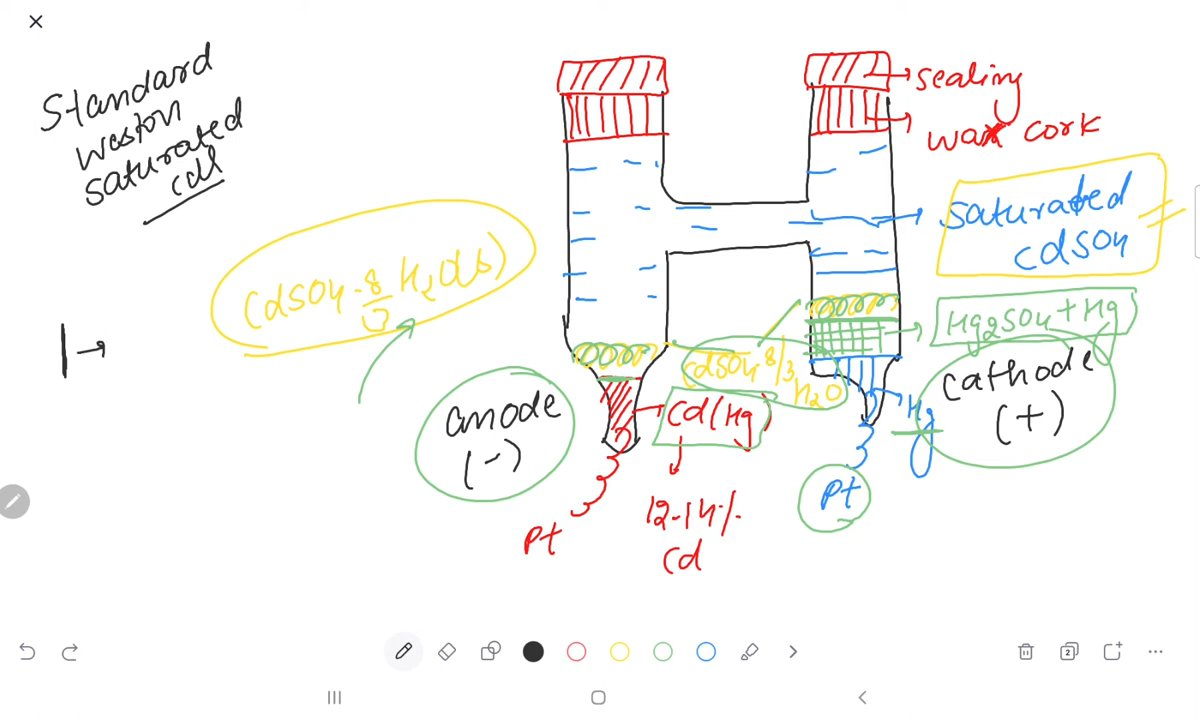 Standard
weston
saturated
cell
sealing
wax cork
saturated
CdSO4
CdSO4 · 8/3 H2O(s)
Hg2SO4 + Hg
CdSO4 8/3
H2O
cathode
(+)
anode
(-)
Cd(Hg)
Hg
Pt
12-14%
Cd
Pt
2